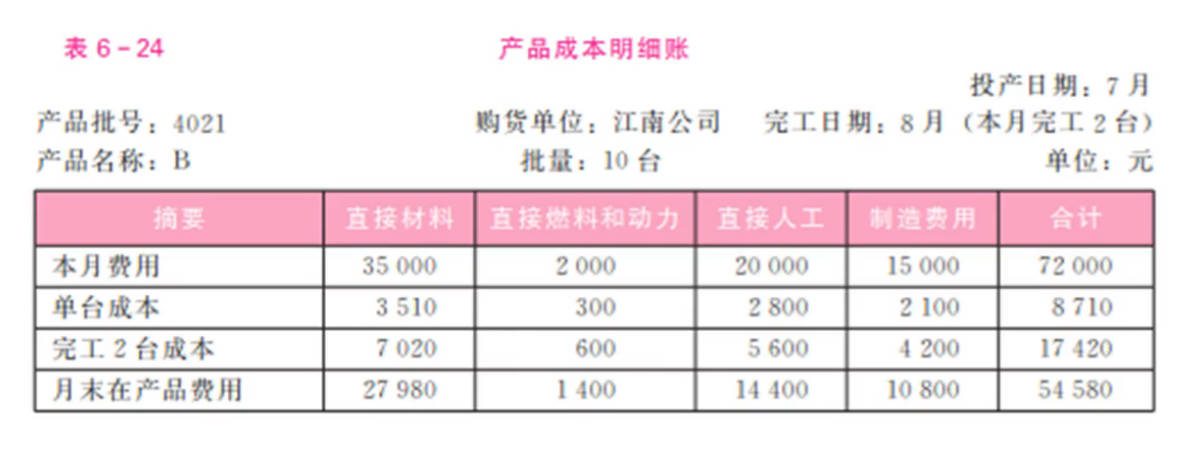 表 6-24 产品成本明细账
投产日期：7 月
产品批号：4021 购货单位：江南公司 完工日期：8 月（本月完工 2 台）
产品名称：B 批量：10 台 单位：元
摘要 直接材料 直接燃料和动力 直接人工 制造费用 合计
本月费用 35 000 2 000 20 000 15 000 72 000
单台成本 3 510 300 2 800 2 100 8 710
完工 2 台成本 7 020 600 5 600 4 200 17 420
月末在产品费用 27 980 1 400 14 400 10 800 54 580